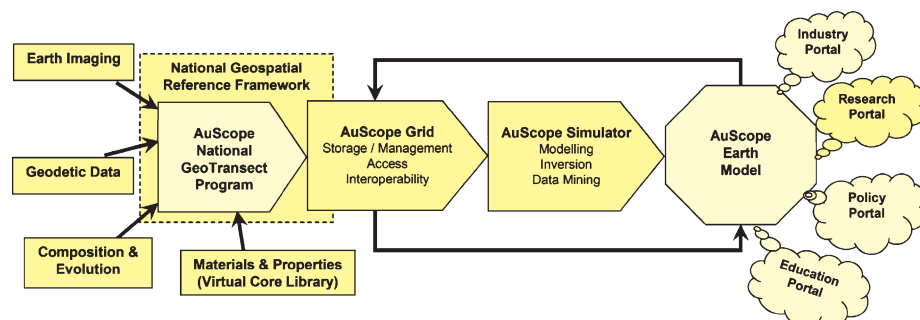 Earth Imaging
Geodetic Data
Composition &
Evolution
National Geospatial
Reference Framework
AuScope
National
GeoTransect
Program
Materials & Properties
(Virtual Core Library)
AuScope Grid
Storage / Management
Access
Interoperability
AuScope Simulator
Modelling
Inversion
Data Mining
AuScope
Earth
Model
Industry
Portal
Research
Portal
Policy
Portal
Education
Portal